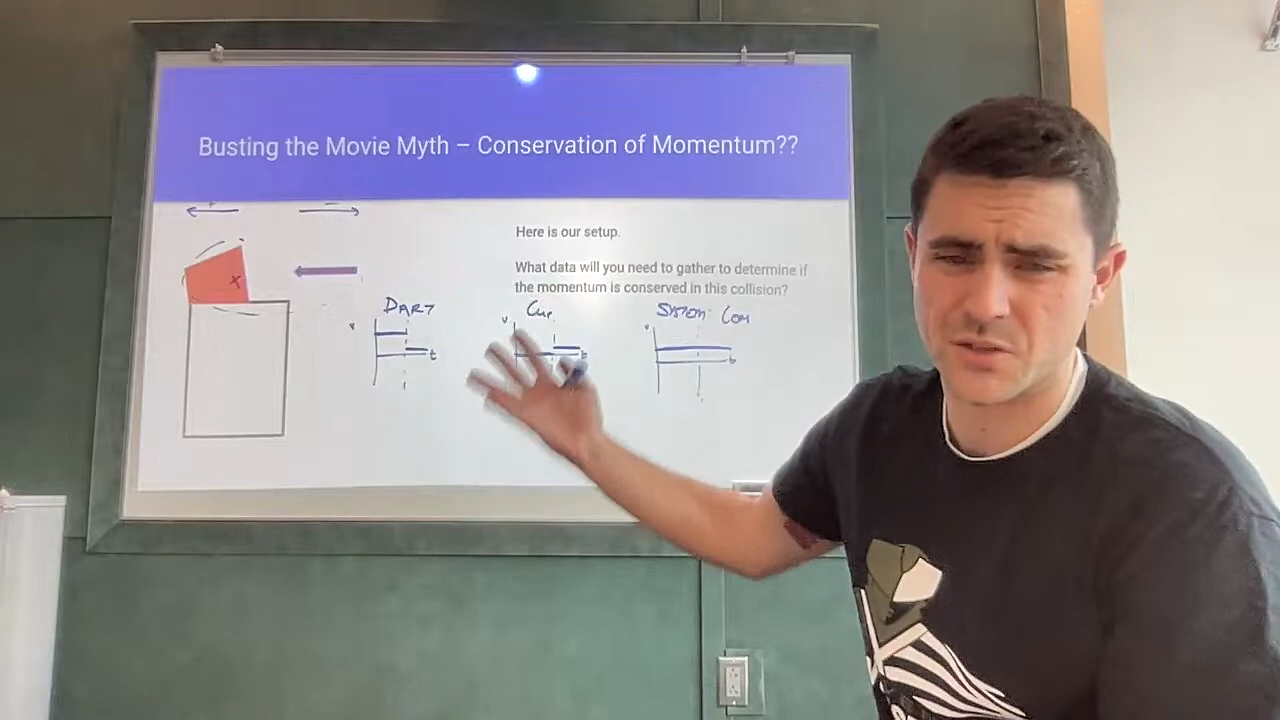 Busting the Movie Myth – Conservation of Momentum??
Here is our setup.
What data will you need to gather to determine if
the momentum is conserved in this collision?
DART
Cup
SYSTEM: COM
x
v
t
v
t
v
t